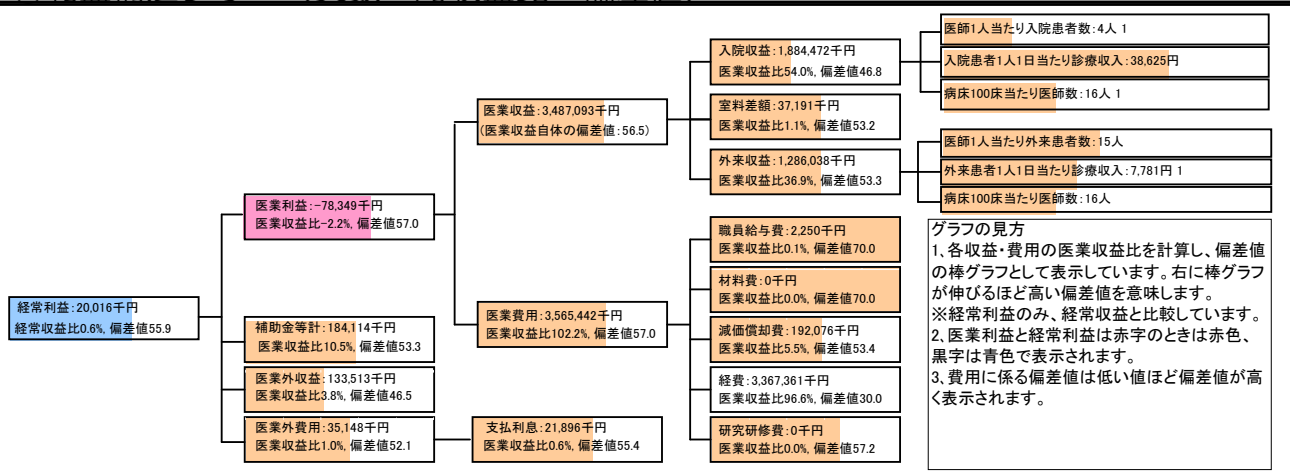 経常利益:20,016千円
経常収益比0.6%, 偏差値55.9
医業利益:-78,349千円
医業収益比-2.2%, 偏差値57.0
補助金等計:184,114千円
医業収益比10.5%, 偏差値53.3
医業外収益:133,513千円
医業収益比3.8%, 偏差値46.5
医業外費用:35,148千円
医業収益比1.0%, 偏差値52.1
医業収益:3,487,093千円
(医業収益自体の偏差値:56.5)
医業費用:3,565,442千円
医業収益比102.2%, 偏差値57.0
支払利息:21,896千円
医業収益比0.6%, 偏差値55.4
入院収益:1,884,472千円
医業収益比54.0%, 偏差値46.8
室料差額:37,191千円
医業収益比1.1%, 偏差値53.2
外来収益:1,286,038千円
医業収益比36.9%, 偏差値53.3
職員給与費:2,250千円
医業収益比0.1%, 偏差値70.0
材料費:0千円
医業収益比0.0%, 偏差値70.0
減価償却費:192,076千円
医業収益比5.5%, 偏差値53.4
経費:3,367,361千円
医業収益比96.6%, 偏差値30.0
研究研修費:0千円
医業収益比0.0%, 偏差値57.2
医師1人当たり入院患者数:4人 1
入院患者1人1日当たり診療収入:38,625円
病床100床当たり医師数:16人 1
医師1人当たり外来患者数:15人
外来患者1人1日当たり診療収入:7,781円 1
病床100床当たり医師数:16人
グラフの見方
1、各収益・費用の医業収益比を計算し、偏差値
の棒グラフとして表示しています。右に棒グラフ
が伸びるほど高い偏差値を意味します。
※経常利益のみ、経常収益と比較しています。
2、医業利益と経常利益は赤字のときは赤色、
黒字は青色で表示されます。
3、費用に係る偏差値は低い値ほど偏差値が高
く表示されます。